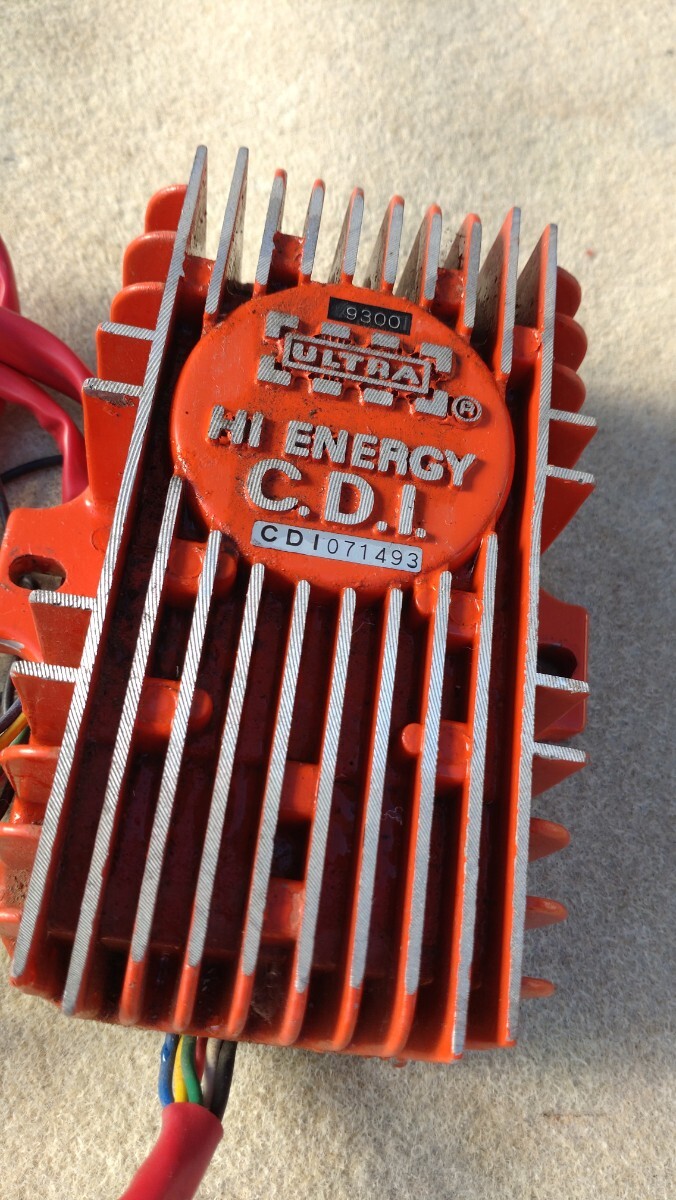 9300
ULTRA
®
HI ENERGY
C.D.I.
CDI071493